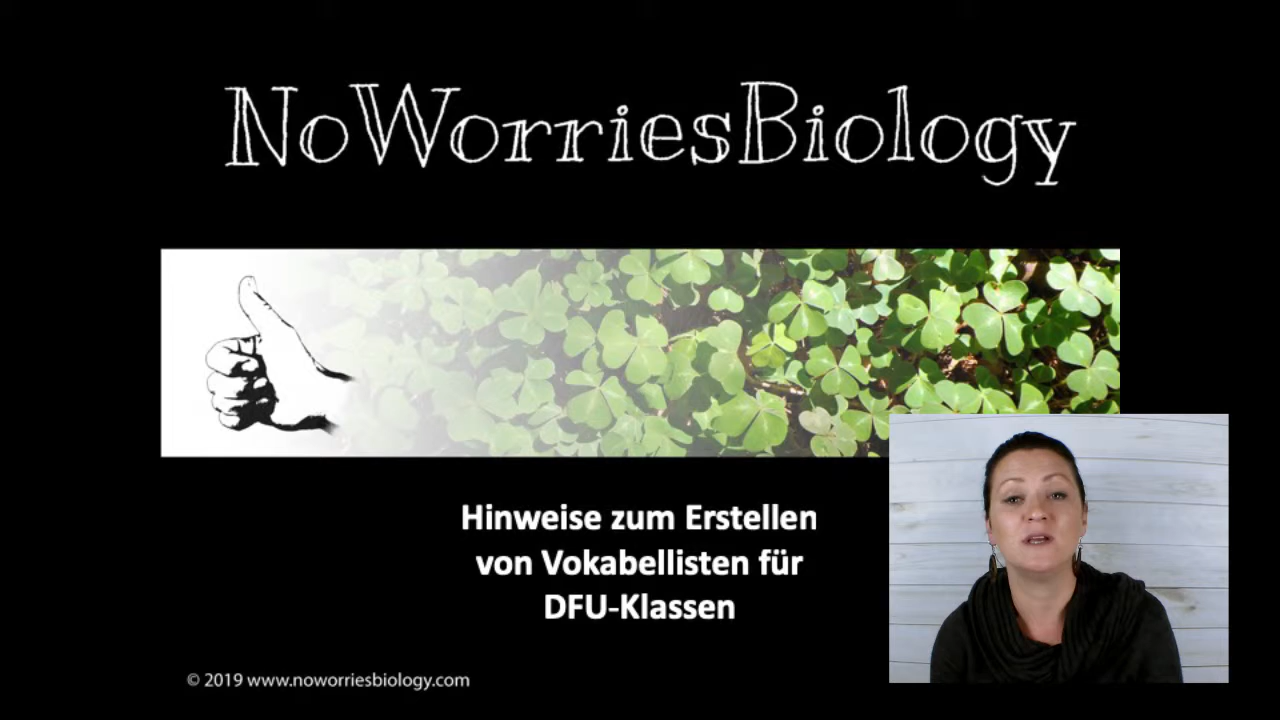 NoWorriesBiology
Hinweise zum Erstellen
von Vokabellisten für
DFU-Klassen
© 2019 www.noworriesbiology.com